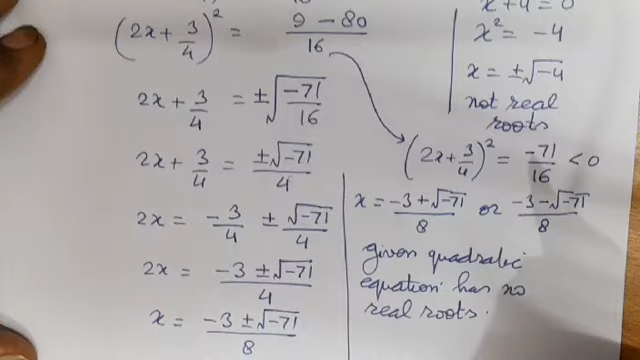 (2x + 3/4)² = 9 - 80 / 16
2x + 3/4 = ±√(-71/16)
2x + 3/4 = ±√-71 / 4
2x = -3/4 ± √-71 / 4
2x = -3 ± √-71 / 4
x = -3 ± √-71 / 8
x² = -4
x = ±√-4
not real
roots
(2x + 3/4)² = -71/16 < 0
x = -3 + √-71 / 8 or -3 - √-71 / 8
given quadratic
equation has no
real roots.